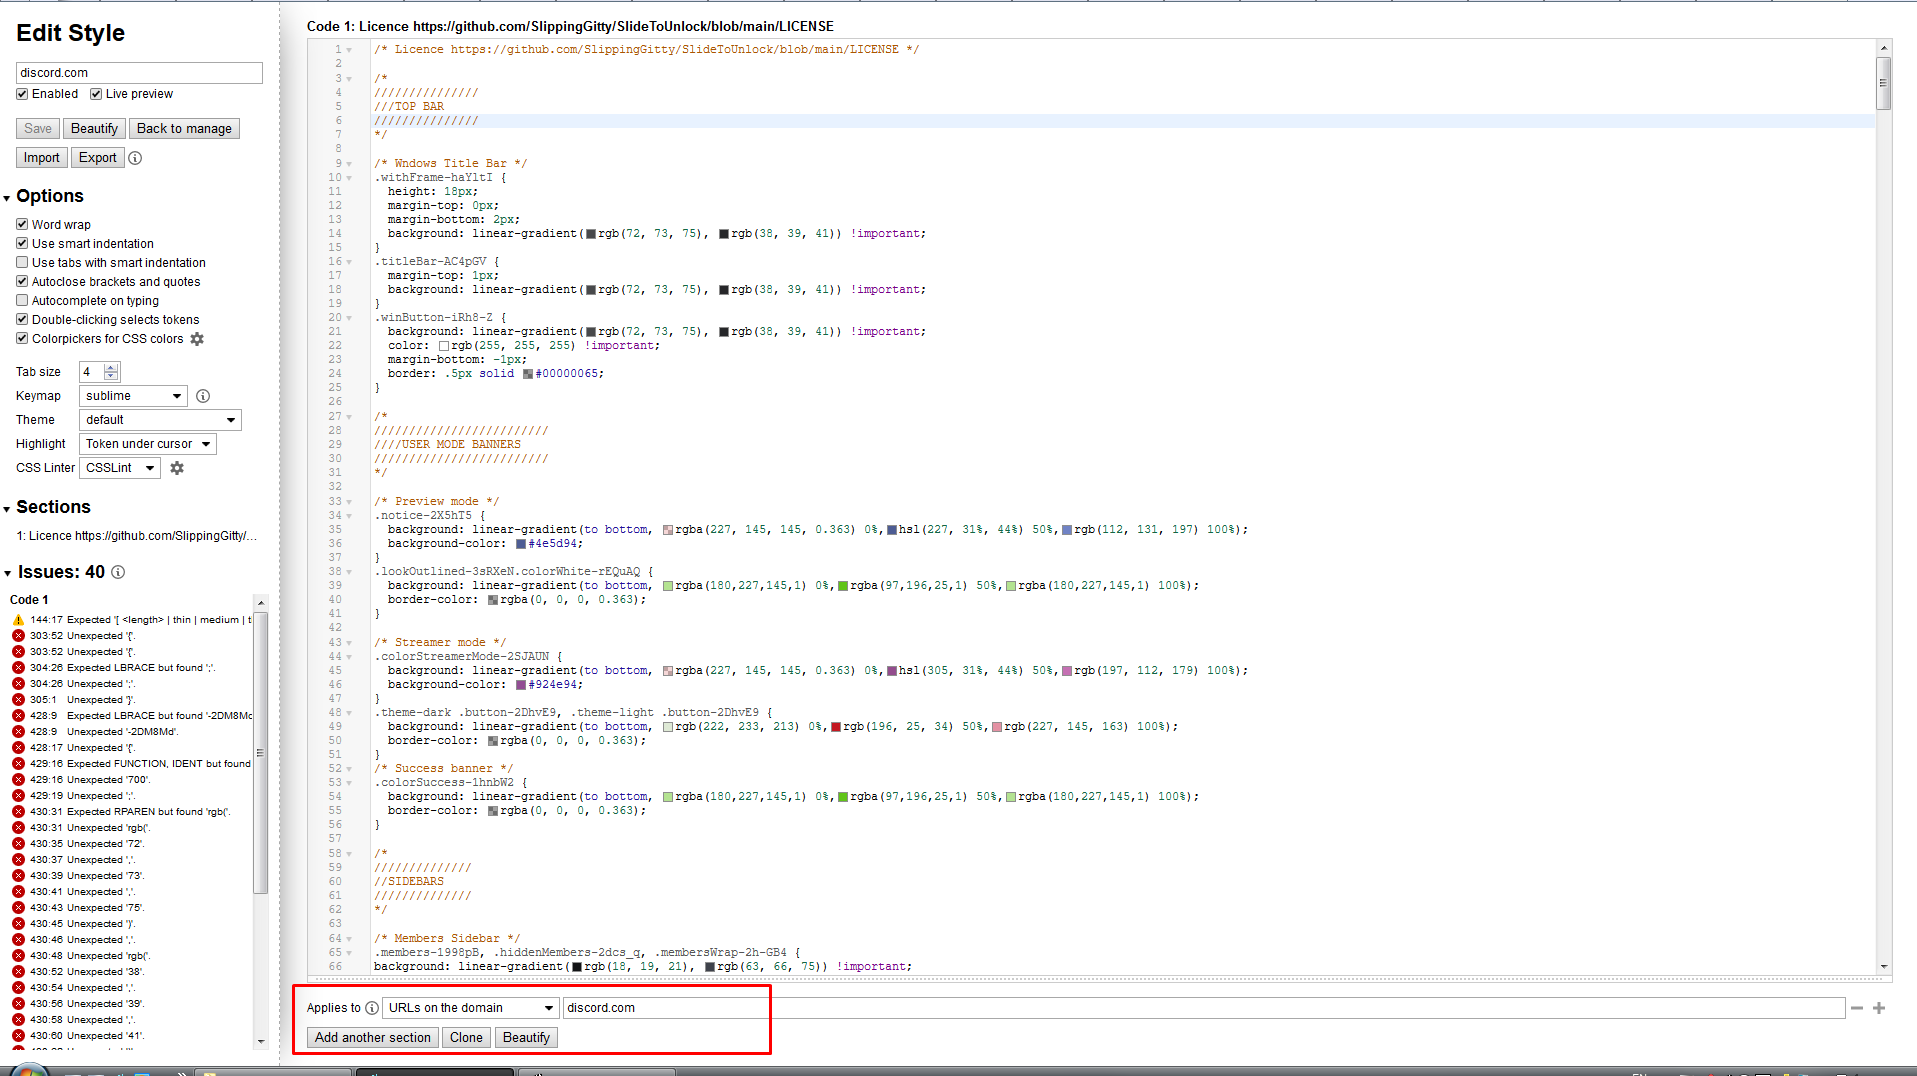 Edit Style
discord.com
Enabled Live preview
Save Beautify Back to manage
Import Export
Options
Word wrap
Use smart indentation
Use tabs with smart indentation
Autoclose brackets and quotes
Autocomplete on typing
Double-clicking selects tokens
Colorpickers for CSS colors
Tab size 4
Keymap sublime
Theme default
Highlight Token under cursor
CSS Linter CSSLint
Sections
1: Licence https://github.com/SlippingGitty/...
Issues: 40
Code 1
144:17 Expected '[ <length> | thin | medium | t
303:52 Unexpected '{'.
303:52 Unexpected '{'.
304:26 Expected LBRACE but found ';'.
304:26 Unexpected ';'.
305:1 Unexpected '}'.
428:9 Expected LBRACE but found '-2DM8Mc
428:9 Unexpected '-2DM8Md'.
428:17 Unexpected '{'.
429:16 Expected FUNCTION, IDENT but found
429:16 Unexpected '700'.
429:19 Unexpected ';'.
430:31 Expected RPAREN but found 'rgb('.
430:31 Unexpected 'rgb('.
430:35 Unexpected '72'.
430:37 Unexpected ','.
430:39 Unexpected '73'.
430:41 Unexpected ','.
430:43 Unexpected '75'.
430:45 Unexpected ')'.
430:46 Unexpected ','.
430:48 Unexpected 'rgb('.
430:52 Unexpected '38'.
430:54 Unexpected ','.
430:56 Unexpected '39'.
430:58 Unexpected ','.
430:60 Unexpected '41'.
Code 1: Licence https://github.com/SlippingGitty/SlideToUnlock/blob/main/LICENSE
1 /* Licence https://github.com/SlippingGitty/SlideToUnlock/blob/main/LICENSE */
2
3 /*
4 ///////////////
5 ///TOP BAR
6 ///////////////
7 */
8
9 /* Wndows Title Bar */
10 .withFrame-haYltI {
11 height: 18px;
12 margin-top: 0px;
13 margin-bottom: 2px;
14 background: linear-gradient(rgb(72, 73, 75), rgb(38, 39, 41)) !important;
15 }
16 .titleBar-AC4pGV {
17 margin-top: 1px;
18 background: linear-gradient(rgb(72, 73, 75), rgb(38, 39, 41)) !important;
19 }
20 .winButton-iRh8-Z {
21 background: linear-gradient(rgb(72, 73, 75), rgb(38, 39, 41)) !important;
22 color: rgb(255, 255, 255) !important;
23 margin-bottom: -1px;
24 border: .5px solid #00000065;
25 }
26
27 /*
28 /////////////////////////
29 ////USER MODE BANNERS
30 /////////////////////////
31 */
32
33 /* Preview mode */
34 .notice-2X5hT5 {
35 background: linear-gradient(to bottom, rgba(227, 145, 145, 0.363) 0%,hsl(227, 31%, 44%) 50%,rgb(112, 131, 197) 100%);
36 background-color: #4e5d94;
37 }
38 .lookOutlined-3sRXeN.colorWhite-rEQuAQ {
39 background: linear-gradient(to bottom, rgba(180,227,145,1) 0%,rgba(97,196,25,1) 50%,rgba(180,227,145,1) 100%);
40 border-color: rgba(0, 0, 0, 0.363);
41 }
42
43 /* Streamer mode */
44 .colorStreamerMode-2SJAUN {
45 background: linear-gradient(to bottom, rgba(227, 145, 145, 0.363) 0%,hsl(305, 31%, 44%) 50%,rgb(197, 112, 179) 100%);
46 background-color: #924e94;
47 }
48 .theme-dark .button-2DhvE9, .theme-light .button-2DhvE9 {
49 background: linear-gradient(to bottom, rgb(222, 233, 213) 0%,rgb(196, 25, 34) 50%,rgb(227, 145, 163) 100%);
50 border-color: rgba(0, 0, 0, 0.363);
51 }
52 /* Success banner */
53 .colorSuccess-1hnbW2 {
54 background: linear-gradient(to bottom, rgba(180,227,145,1) 0%,rgba(97,196,25,1) 50%,rgba(180,227,145,1) 100%);
55 border-color: rgba(0, 0, 0, 0.363);
56 }
57
58 /*
59 //////////////
60 //SIDEBARS
61 //////////////
62 */
63
64 /* Members Sidebar */
65 .members-1998pB, .hiddenMembers-2dcs_q, .membersWrap-2h-GB4 {
66 background: linear-gradient(rgb(18, 19, 21), rgb(63, 66, 75)) !important;
Applies to URLs on the domain discord.com
Add another section Clone Beautify